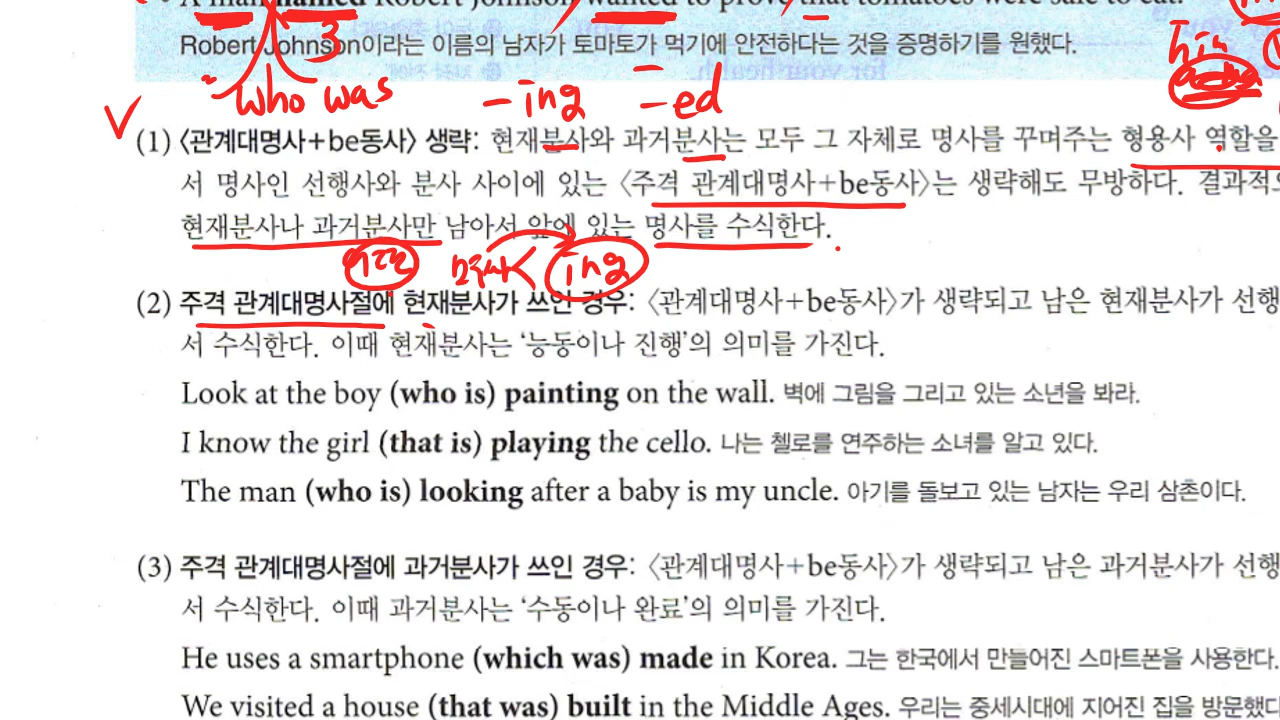 A man named Robert Johnson wanted to prove that tomatoes were safe to eat.
Robert Johnson이라는 이름의 남자가 토마토가 먹기에 안전하다는 것을 증명하기를 원했다.
3
who was
-ing -ed
(1) 〈관계대명사+be동사〉 생략: 현재분사와 과거분사는 모두 그 자체로 명사를 꾸며주는 형용사 역할을
서 명사인 선행사와 분사 사이에 있는 〈주격 관계대명사+be동사〉는 생략해도 무방하다. 결과적으
현재분사나 과거분사만 남아서 앞에 있는 명사를 수식한다.
ing
(2) 주격 관계대명사절에 현재분사가 쓰인 경우: 〈관계대명사+be동사〉가 생략되고 남은 현재분사가 선행
서 수식한다. 이때 현재분사는 ‘능동이나 진행’의 의미를 가진다.
Look at the boy (who is) painting on the wall. 벽에 그림을 그리고 있는 소년을 봐라.
I know the girl (that is) playing the cello. 나는 첼로를 연주하는 소녀를 알고 있다.
The man (who is) looking after a baby is my uncle. 아기를 돌보고 있는 남자는 우리 삼촌이다.
(3) 주격 관계대명사절에 과거분사가 쓰인 경우: 〈관계대명사+be동사〉가 생략되고 남은 과거분사가 선행
서 수식한다. 이때 과거분사는 ‘수동이나 완료’의 의미를 가진다.
He uses a smartphone (which was) made in Korea. 그는 한국에서 만들어진 스마트폰을 사용한다.
We visited a house (that was) built in the Middle Ages. 우리는 중세시대에 지어진 집을 방문했다